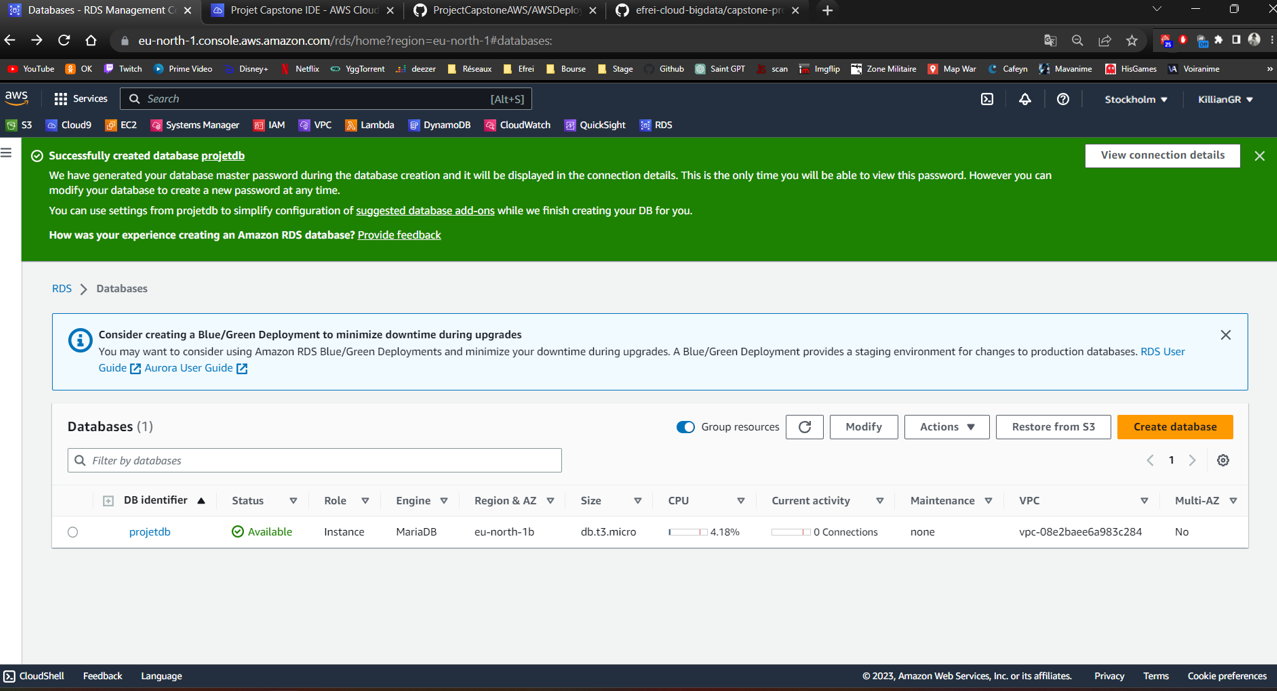 Databases - RDS Management C
Projet Capstone IDE - AWS Cloud
ProjectCapstoneAWS/AWSDeplo
efrei-cloud-bigdata/capstone-pr
eu-north-1.console.aws.amazon.com/rds/home?region=eu-north-1#databases:
YouTube OK Twitch Prime Video Disney+ Netflix YggTorrent deezer Réseaux Efrei Bourse Stage Github Saint GPT scan Imgflip Zone Militaire Map War Cafeyn Mavanime HisGames Voiranime »
aws Services Search [Alt+S] Stockholm KillianGR
S3 Cloud9 EC2 Systems Manager IAM VPC Lambda DynamoDB CloudWatch QuickSight RDS
Successfully created database projetdb
View connection details
We have generated your database master password during the database creation and it will be displayed in the connection details. This is the only time you will be able to view this password. However you can
modify your database to create a new password at any time.
You can use settings from projetdb to simplify configuration of suggested database add-ons while we finish creating your DB for you.
How was your experience creating an Amazon RDS database? Provide feedback
RDS Databases
Consider creating a Blue/Green Deployment to minimize downtime during upgrades
You may want to consider using Amazon RDS Blue/Green Deployments and minimize your downtime during upgrades. A Blue/Green Deployment provides a staging environment for changes to production databases. RDS User
Guide Aurora User Guide
Databases (1) Group resources Modify Actions Restore from S3 Create database
Filter by databases 1
DB identifier Status Role Engine Region & AZ Size CPU Current activity Maintenance VPC Multi-AZ
projetdb Available Instance MariaDB eu-north-1b db.t3.micro 4.18% 0 Connections none vpc-08e2baee6a983c284 No
CloudShell Feedback Language © 2023, Amazon Web Services, Inc. or its affiliates. Privacy Terms Cookie preferences